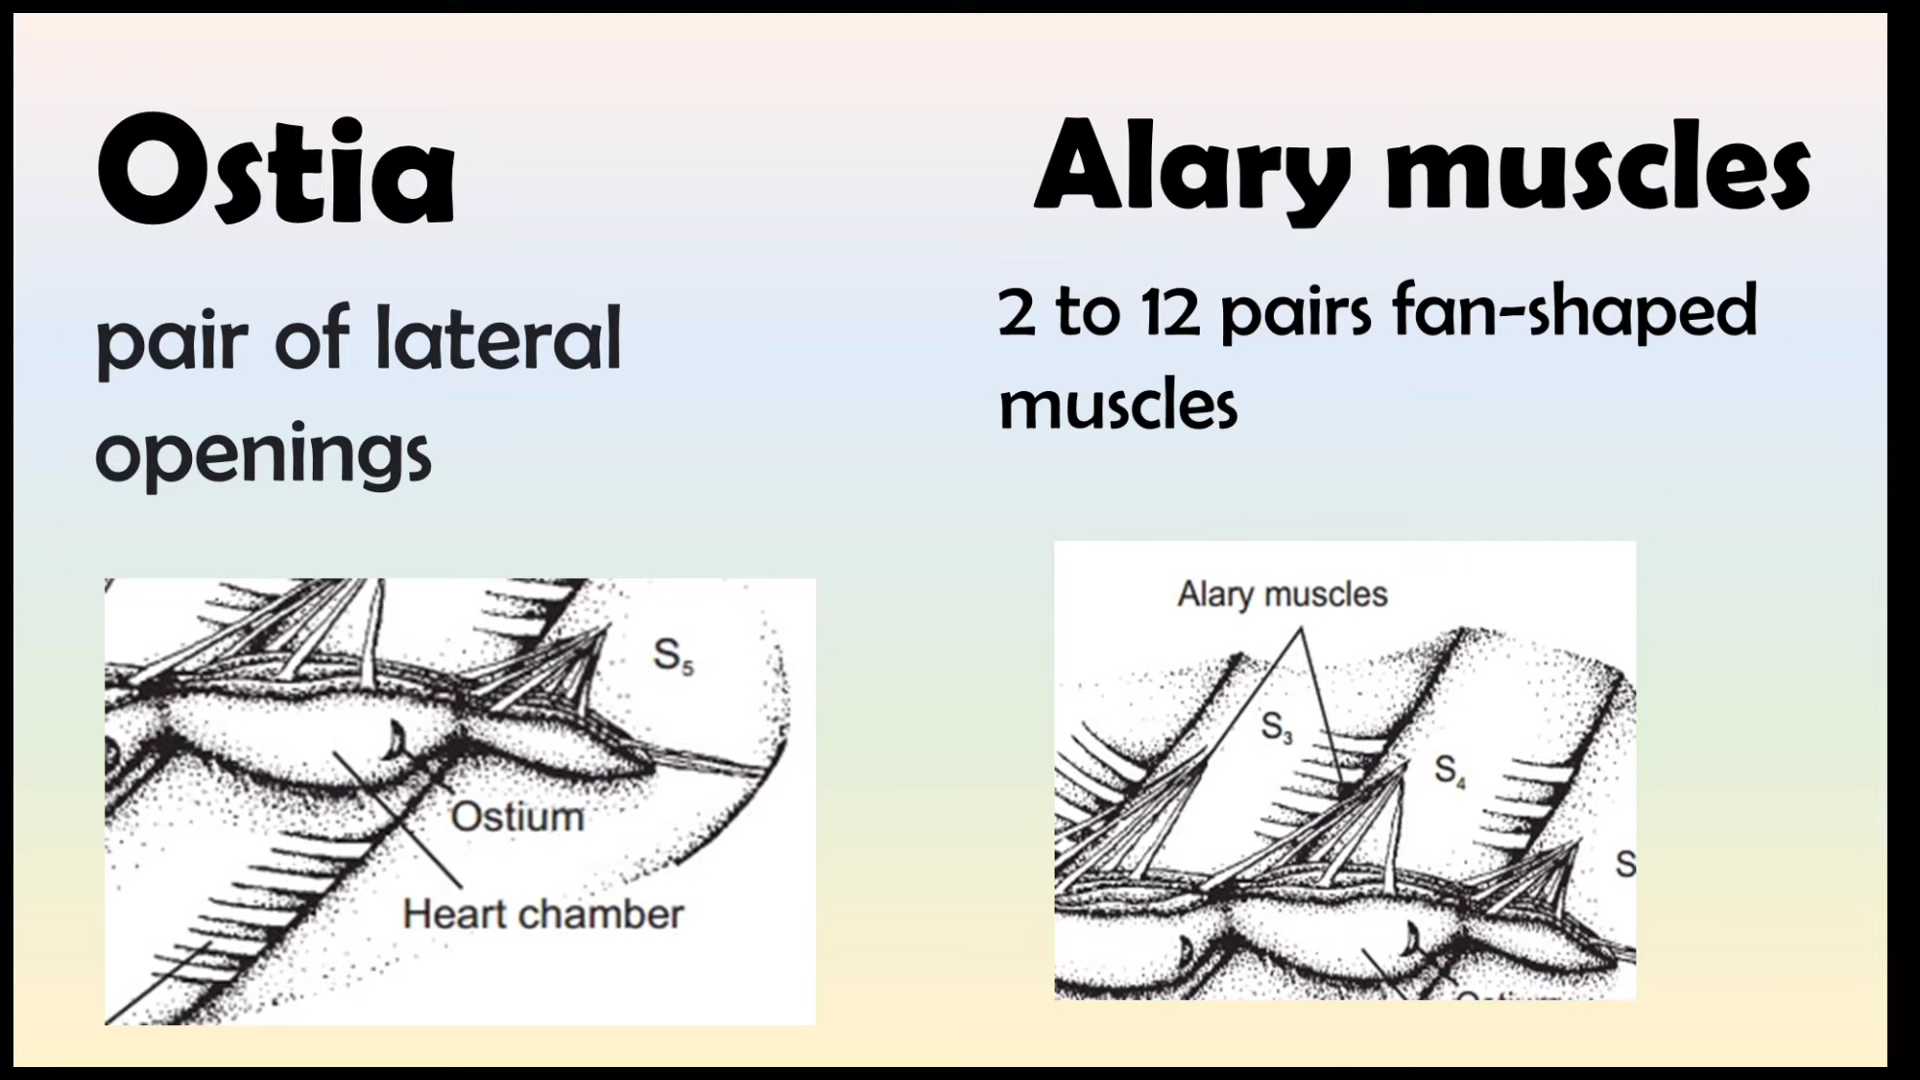 Ostia
pair of lateral
openings
S5
Ostium
Heart chamber
Alary muscles
2 to 12 pairs fan-shaped
muscles
Alary muscles
S3
S4
S